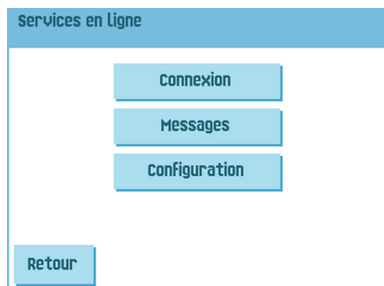 Services en ligne
Connexion
Messages
Configuration
Retour